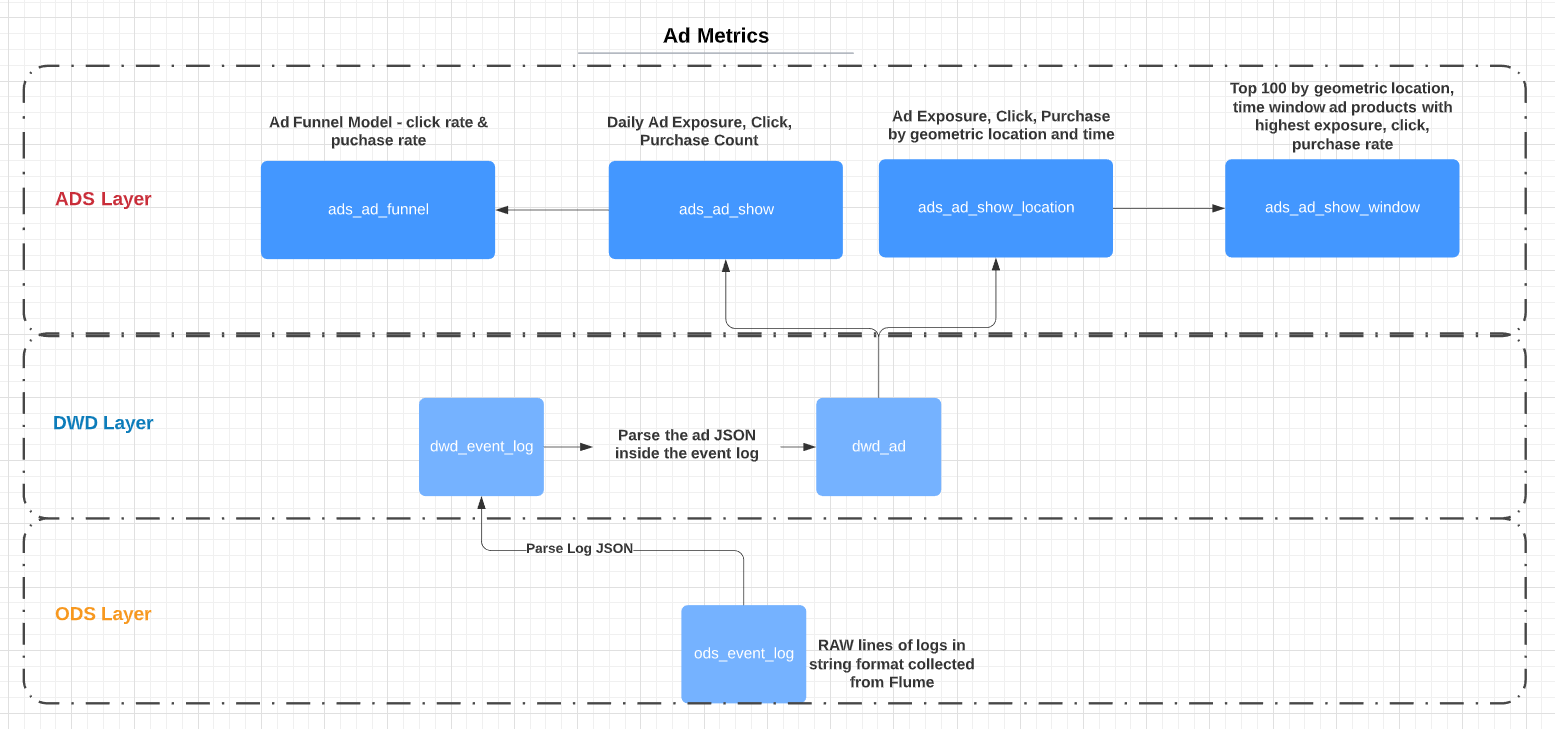 Ad Metrics
Ad Funnel Model - click rate &
puchase rate
Daily Ad Exposure, Click,
Purchase Count
Ad Exposure, Click, Purchase
by geometric location and time
Top 100 by geometric location,
time window ad products with
highest exposure, click,
purchase rate
ADS Layer
ads_ad_funnel
ads_ad_show
ads_ad_show_location
ads_ad_show_window
DWD Layer
dwd_event_log
Parse the ad JSON
inside the event log
dwd_ad
Parse Log JSON
ODS Layer
ods_event_log
RAW lines of logs in
string format collected
from Flume